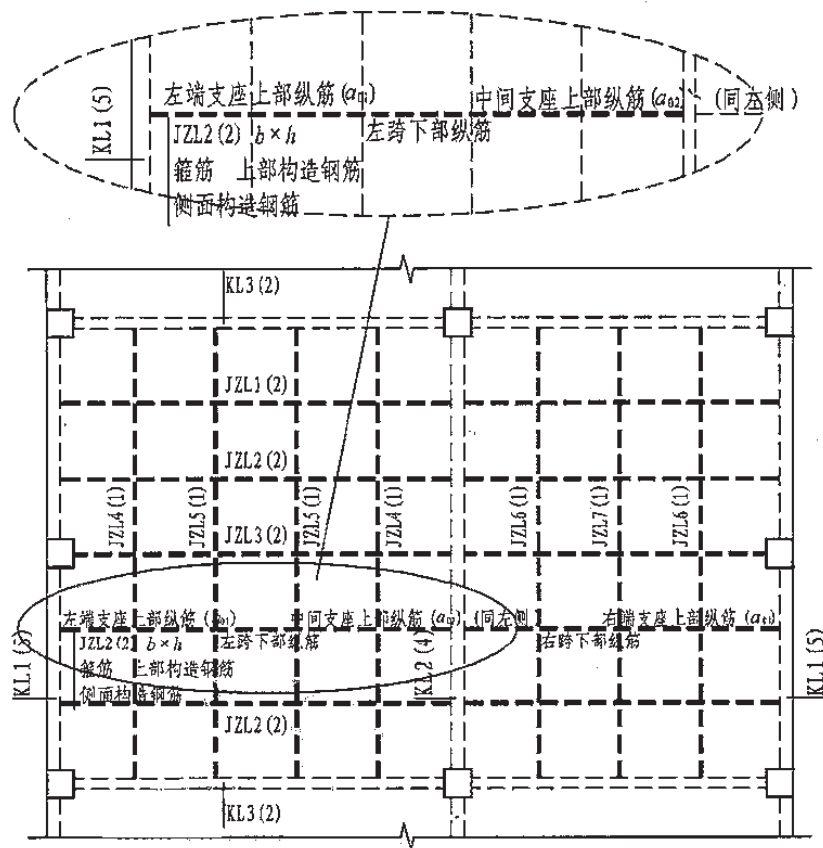 左端支座上部纵筋(a01)
中间支座上部纵筋(a02)
(同左侧)
KL1(5)
JZL2(2) b×h
左跨下部纵筋
箍筋 上部构造钢筋
侧面构造钢筋
KL3(2)
JZL1(2)
JZL2(2)
JZL4(1)
JZL5(1)
JZL5(1)
JZL4(1)
JZL6(1)
JZL7(1)
JZL6(1)
JZL3(2)
左端支座上部纵筋(a01)
中间支座上部纵筋(a02)
(同左侧
右端支座上部纵筋(a01)
JZL2(2) b×h
左跨下部纵筋
右跨下部纵筋
箍筋 上部构造钢筋
侧面构造钢筋
KL1(5)
KL2(4)
KL1(5)
JZL2(2)
KL3(2)